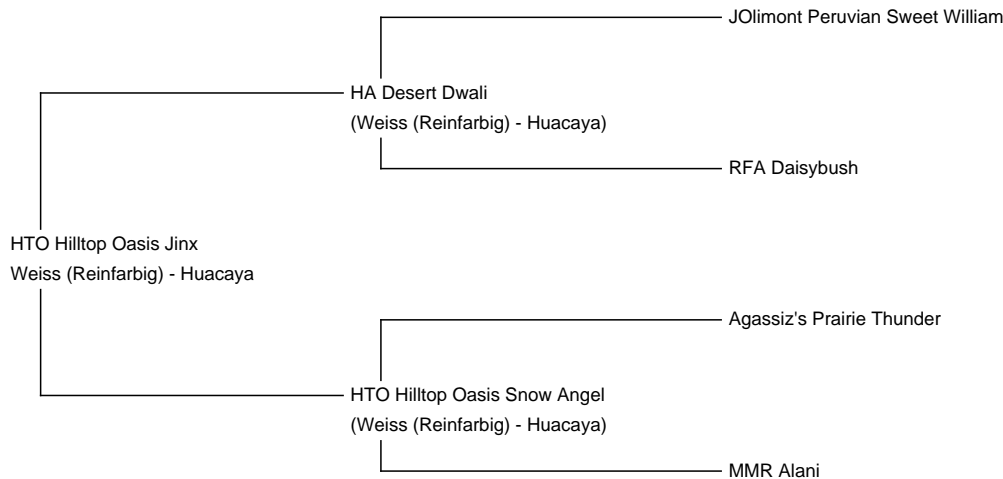 JOlimont Peruvian Sweet William
HA Desert Dwali
(Weiss (Reinfarbig) - Huacaya)
RFA Daisybush
HTO Hilltop Oasis Jinx
Weiss (Reinfarbig) - Huacaya
Agassiz's Prairie Thunder
HTO Hilltop Oasis Snow Angel
(Weiss (Reinfarbig) - Huacaya)
MMR Alani